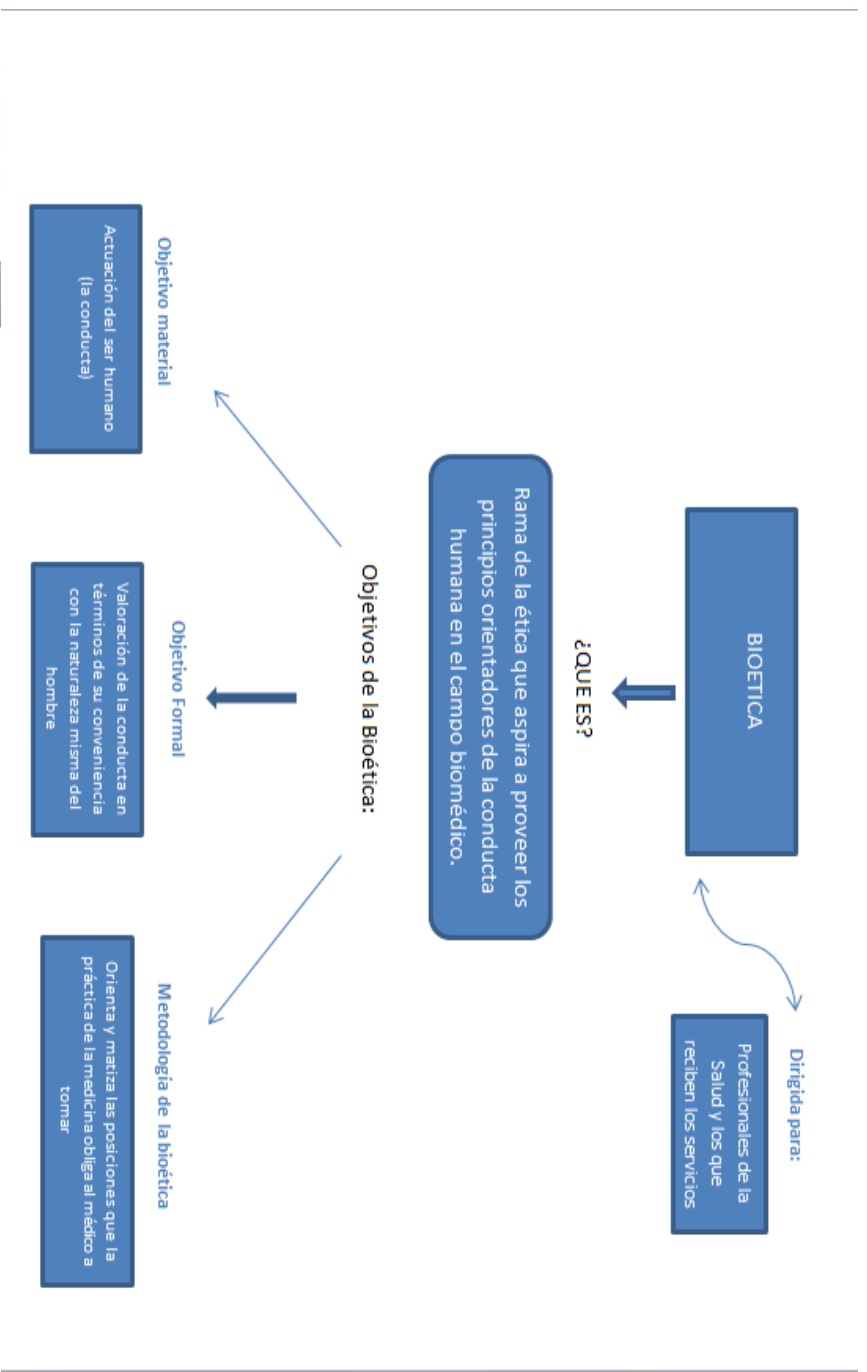 BIOETICA
Dirigida para:
Profesionales de la
Salud y los que
reciben los servicios
¿QUE ES?
Rama de la ética que aspira a proveer los
principios orientadores de la conducta
humana en el campo biomédico.
Objetivos de la Bioética:
Objetivo material
Actuación del ser humano
(la conducta)
Objetivo Formal
Valoración de la conducta en
términos de su conveniencia
con la naturaleza misma del
hombre
Metodología de la bioética
Orienta y matiza las posiciones que la
práctica de la medicina obliga al médico a
tomar